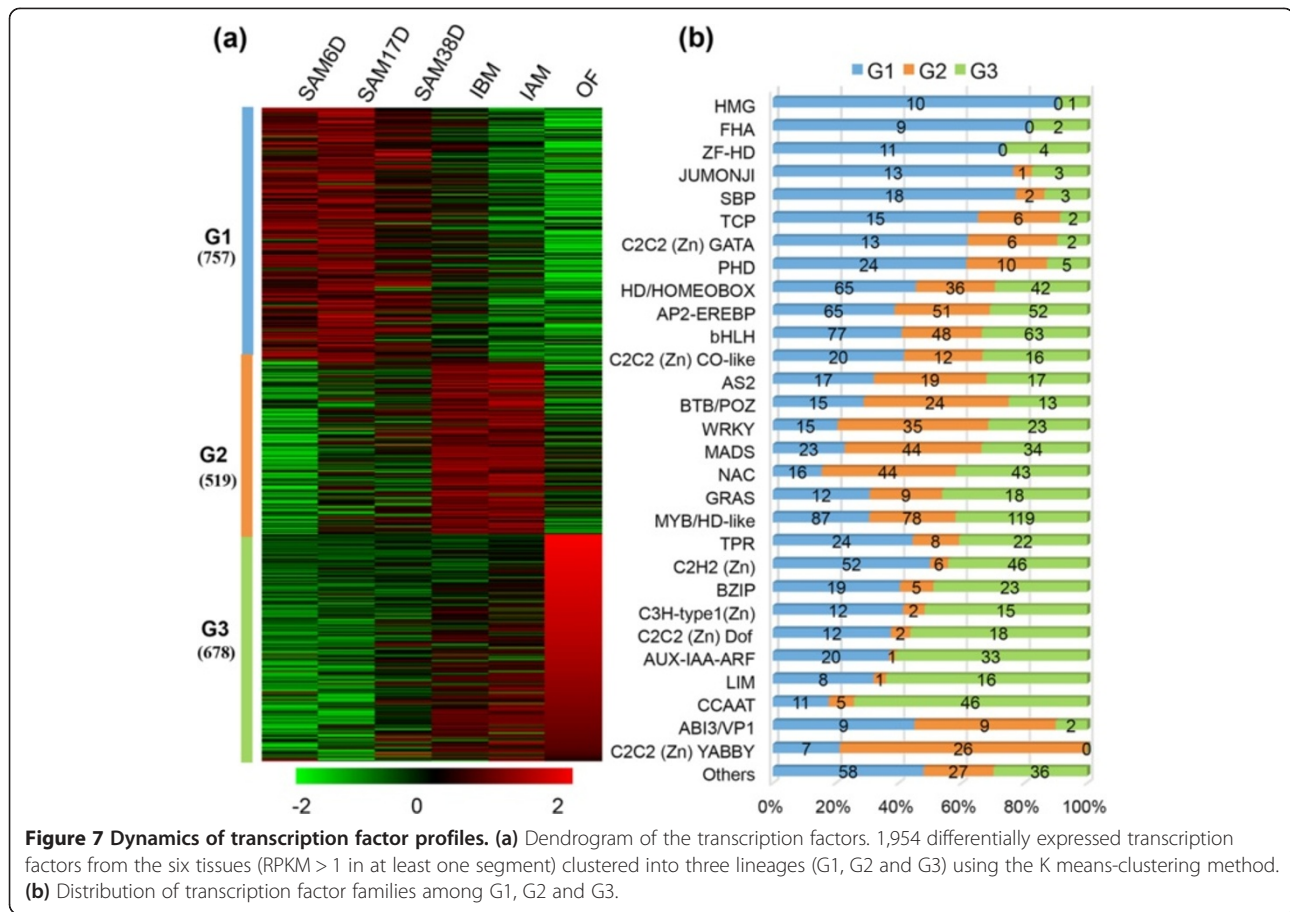 (a)
SAM6D
SAM17D
SAM38D
IBM
IAM
OF
G1
(757)
G2
(519)
G3
(678)
-2 0 2
(b)
G1 G2 G3
HMG 10 0 1
FHA 9 0 2
ZF-HD 11 0 4
JUMONJI 13 1 3
SBP 18 2 3
TCP 15 6 2
C2C2 (Zn) GATA 13 6 2
PHD 24 10 5
HD/HOMEOBOX 65 36 42
AP2-EREBP 65 51 52
bHLH 77 48 63
C2C2 (Zn) CO-like 20 12 16
AS2 17 19 17
BTB/POZ 15 24 13
WRKY 15 35 23
MADS 23 44 34
NAC 16 44 43
GRAS 12 9 18
MYB/HD-like 87 78 119
TPR 24 8 22
C2H2 (Zn) 52 6 46
BZIP 19 5 23
C3H-type1(Zn) 12 2 15
C2C2 (Zn) Dof 12 2 18
AUX-IAA-ARF 20 1 33
LIM 8 1 16
CCAAT 11 5 46
ABI3/VP1 9 9 2
C2C2 (Zn) YABBY 7 26 0
Others 58 27 36
0% 20% 40% 60% 80% 100%
Figure 7 Dynamics of transcription factor profiles. (a) Dendrogram of the transcription factors. 1,954 differentially expressed transcription
factors from the six tissues (RPKM > 1 in at least one segment) clustered into three lineages (G1, G2 and G3) using the K means-clustering method.
(b) Distribution of transcription factor families among G1, G2 and G3.